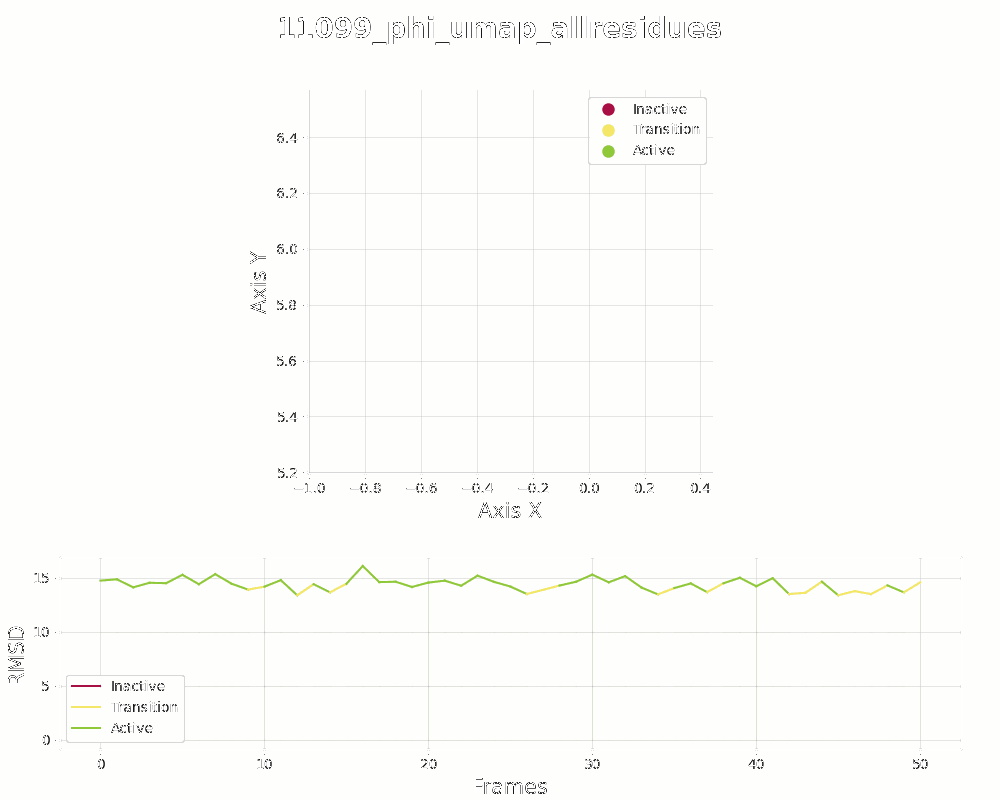 11099_phi_umap_allresidues
Inactive
Transition
Active
6.4
6.2
6.0
5.8
5.6
5.4
5.2
Axis Y
−1.0 −0.8 −0.6 −0.4 −0.2 0.0 0.2 0.4
Axis X
15
10
5
0
RMSD
Inactive
Transition
Active
0 10 20 30 40 50
Frames